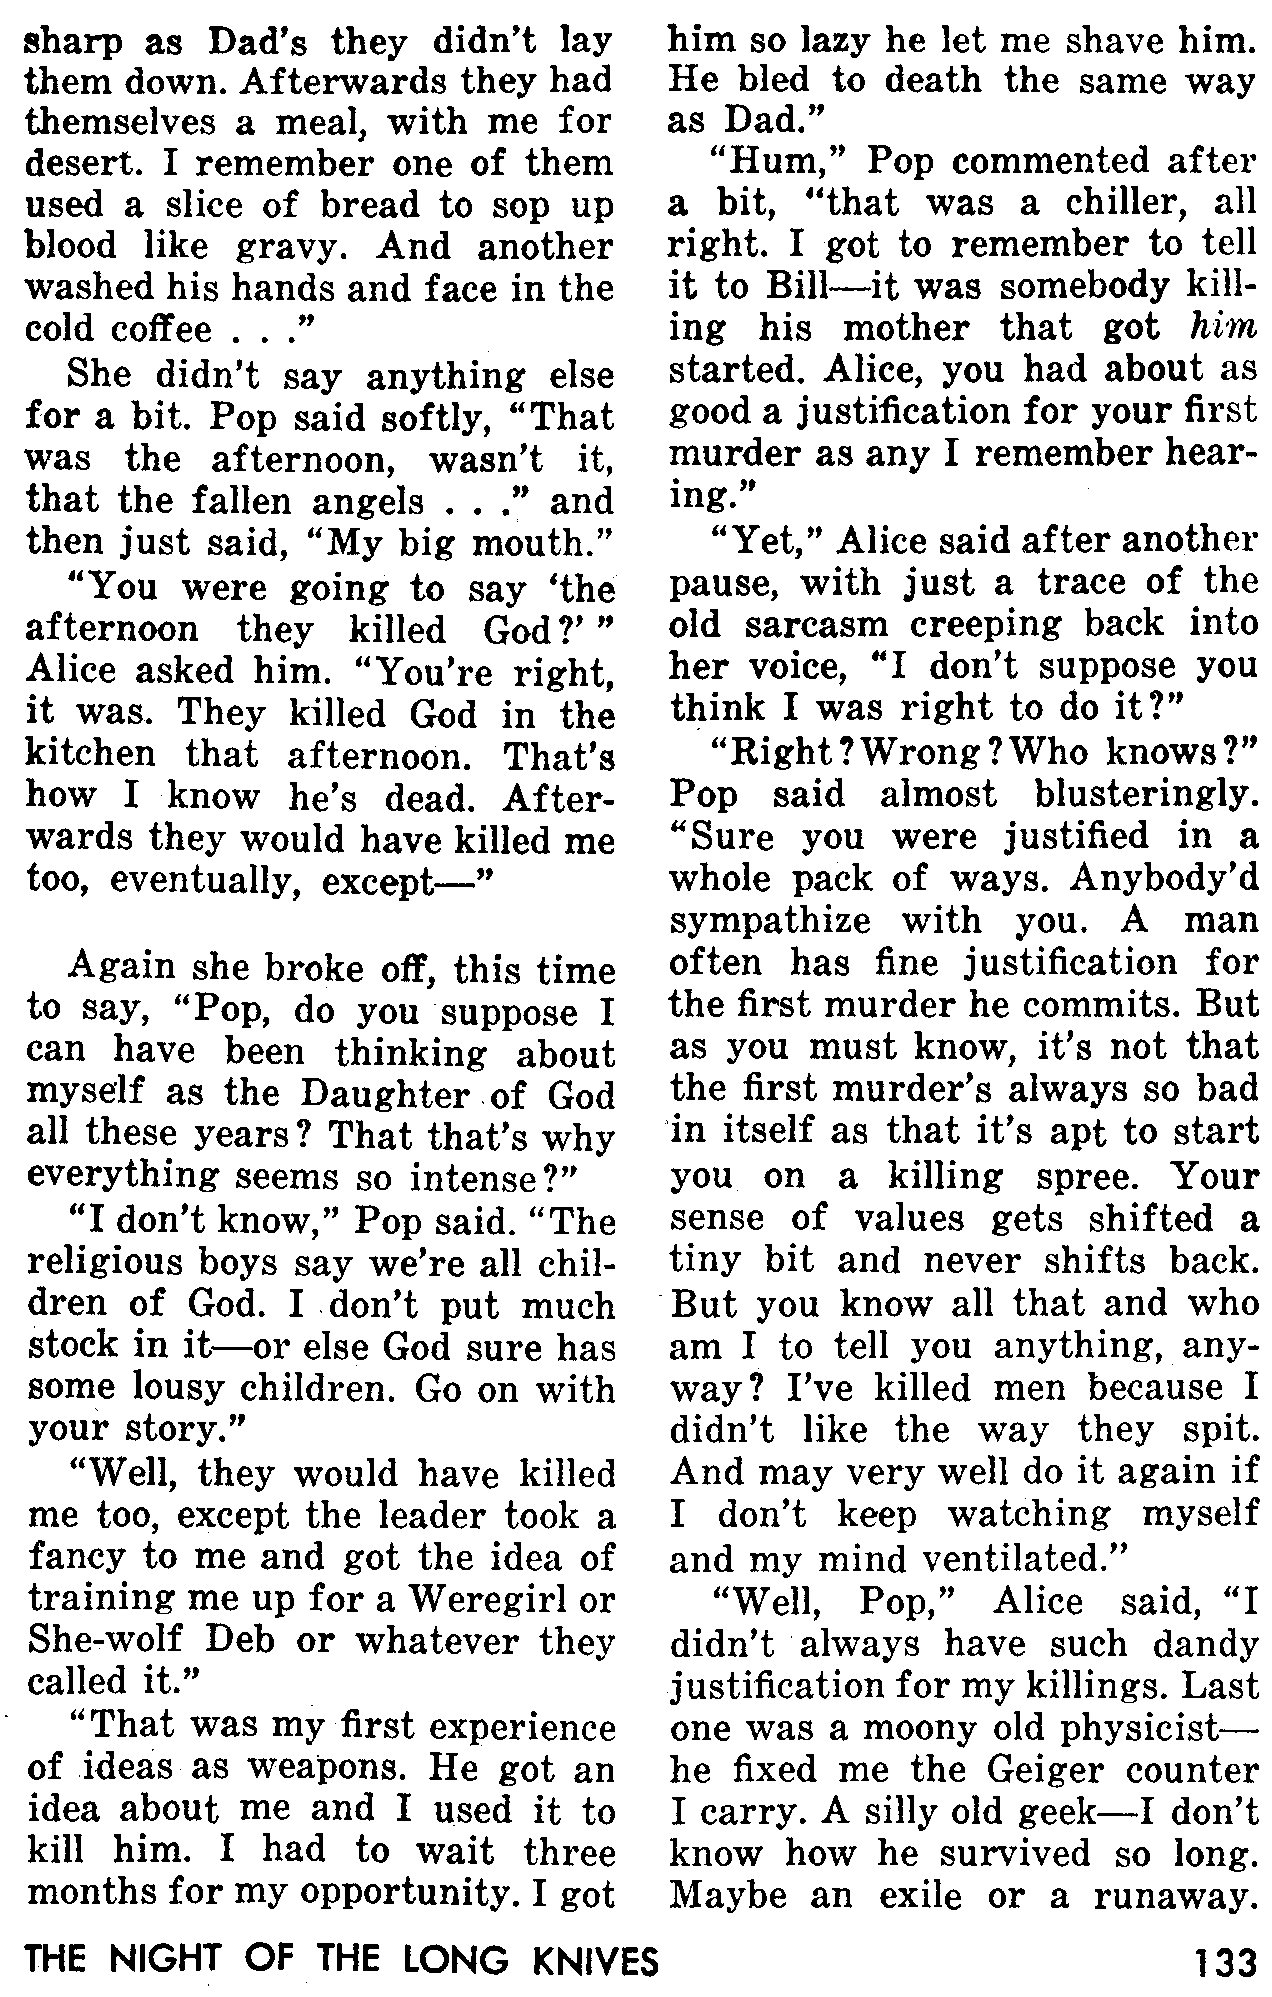 sharp as Dad's they didn't lay
them down. Afterwards they had
themselves a meal, with me for
desert. I remember one of them
used a slice of bread to sop up
blood like gravy. And another
washed his hands and face in the
cold coffee . . ."
She didn't say anything else
for a bit. Pop said softly, "That
was the afternoon, wasn't it,
that the fallen angels . . ." and
then just said, "My big mouth."
"You were going to say 'the
afternoon they killed God?' "
Alice asked him. "You're right,
it was. They killed God in the
kitchen that afternoon. That's
how I know he's dead. After-
wards they would have killed me
too, eventually, except—"
Again she broke off, this time
to say, "Pop, do you suppose I
can have been thinking about
myself as the Daughter of God
all these years? That that's why
everything seems so intense?"
"I don't know," Pop said. "The
religious boys say we're all chil-
dren of God. I don't put much
stock in it—or else God sure has
some lousy children. Go on with
your story."
"Well, they would have killed
me too, except the leader took a
fancy to me and got the idea of
training me up for a Weregirl or
She-wolf Deb or whatever they
called it."
"That was my first experience
of ideas as weapons. He got an
idea about me and I used it to
kill him. I had to wait three
months for my opportunity. I got
him so lazy he let me shave him.
He bled to death the same way
as Dad."
"Hum," Pop commented after
a bit, "that was a chiller, all
right. I got to remember to tell
it to Bill—it was somebody kill-
ing his mother that got him
started. Alice, you had about as
good a justification for your first
murder as any I remember hear-
ing."
"Yet," Alice said after another
pause, with just a trace of the
old sarcasm creeping back into
her voice, "I don't suppose you
think I was right to do it?"
"Right? Wrong? Who knows?"
Pop said almost blusteringly.
"Sure you were justified in a
whole pack of ways. Anybody'd
sympathize with you. A man
often has fine justification for
the first murder he commits. But
as you must know, it's not that
the first murder's always so bad
in itself as that it's apt to start
you on a killing spree. Your
sense of values gets shifted a
tiny bit and never shifts back.
But you know all that and who
am I to tell you anything, any-
way? I've killed men because I
didn't like the way they spit.
And may very well do it again if
I don't keep watching myself
and my mind ventilated."
"Well, Pop," Alice said, "I
didn't always have such dandy
justification for my killings. Last
one was a moony old physicist—
he fixed me the Geiger counter
I carry. A silly old geek—I don't
know how he survived so long.
Maybe an exile or a runaway.
THE NIGHT OF THE LONG KNIVES
133